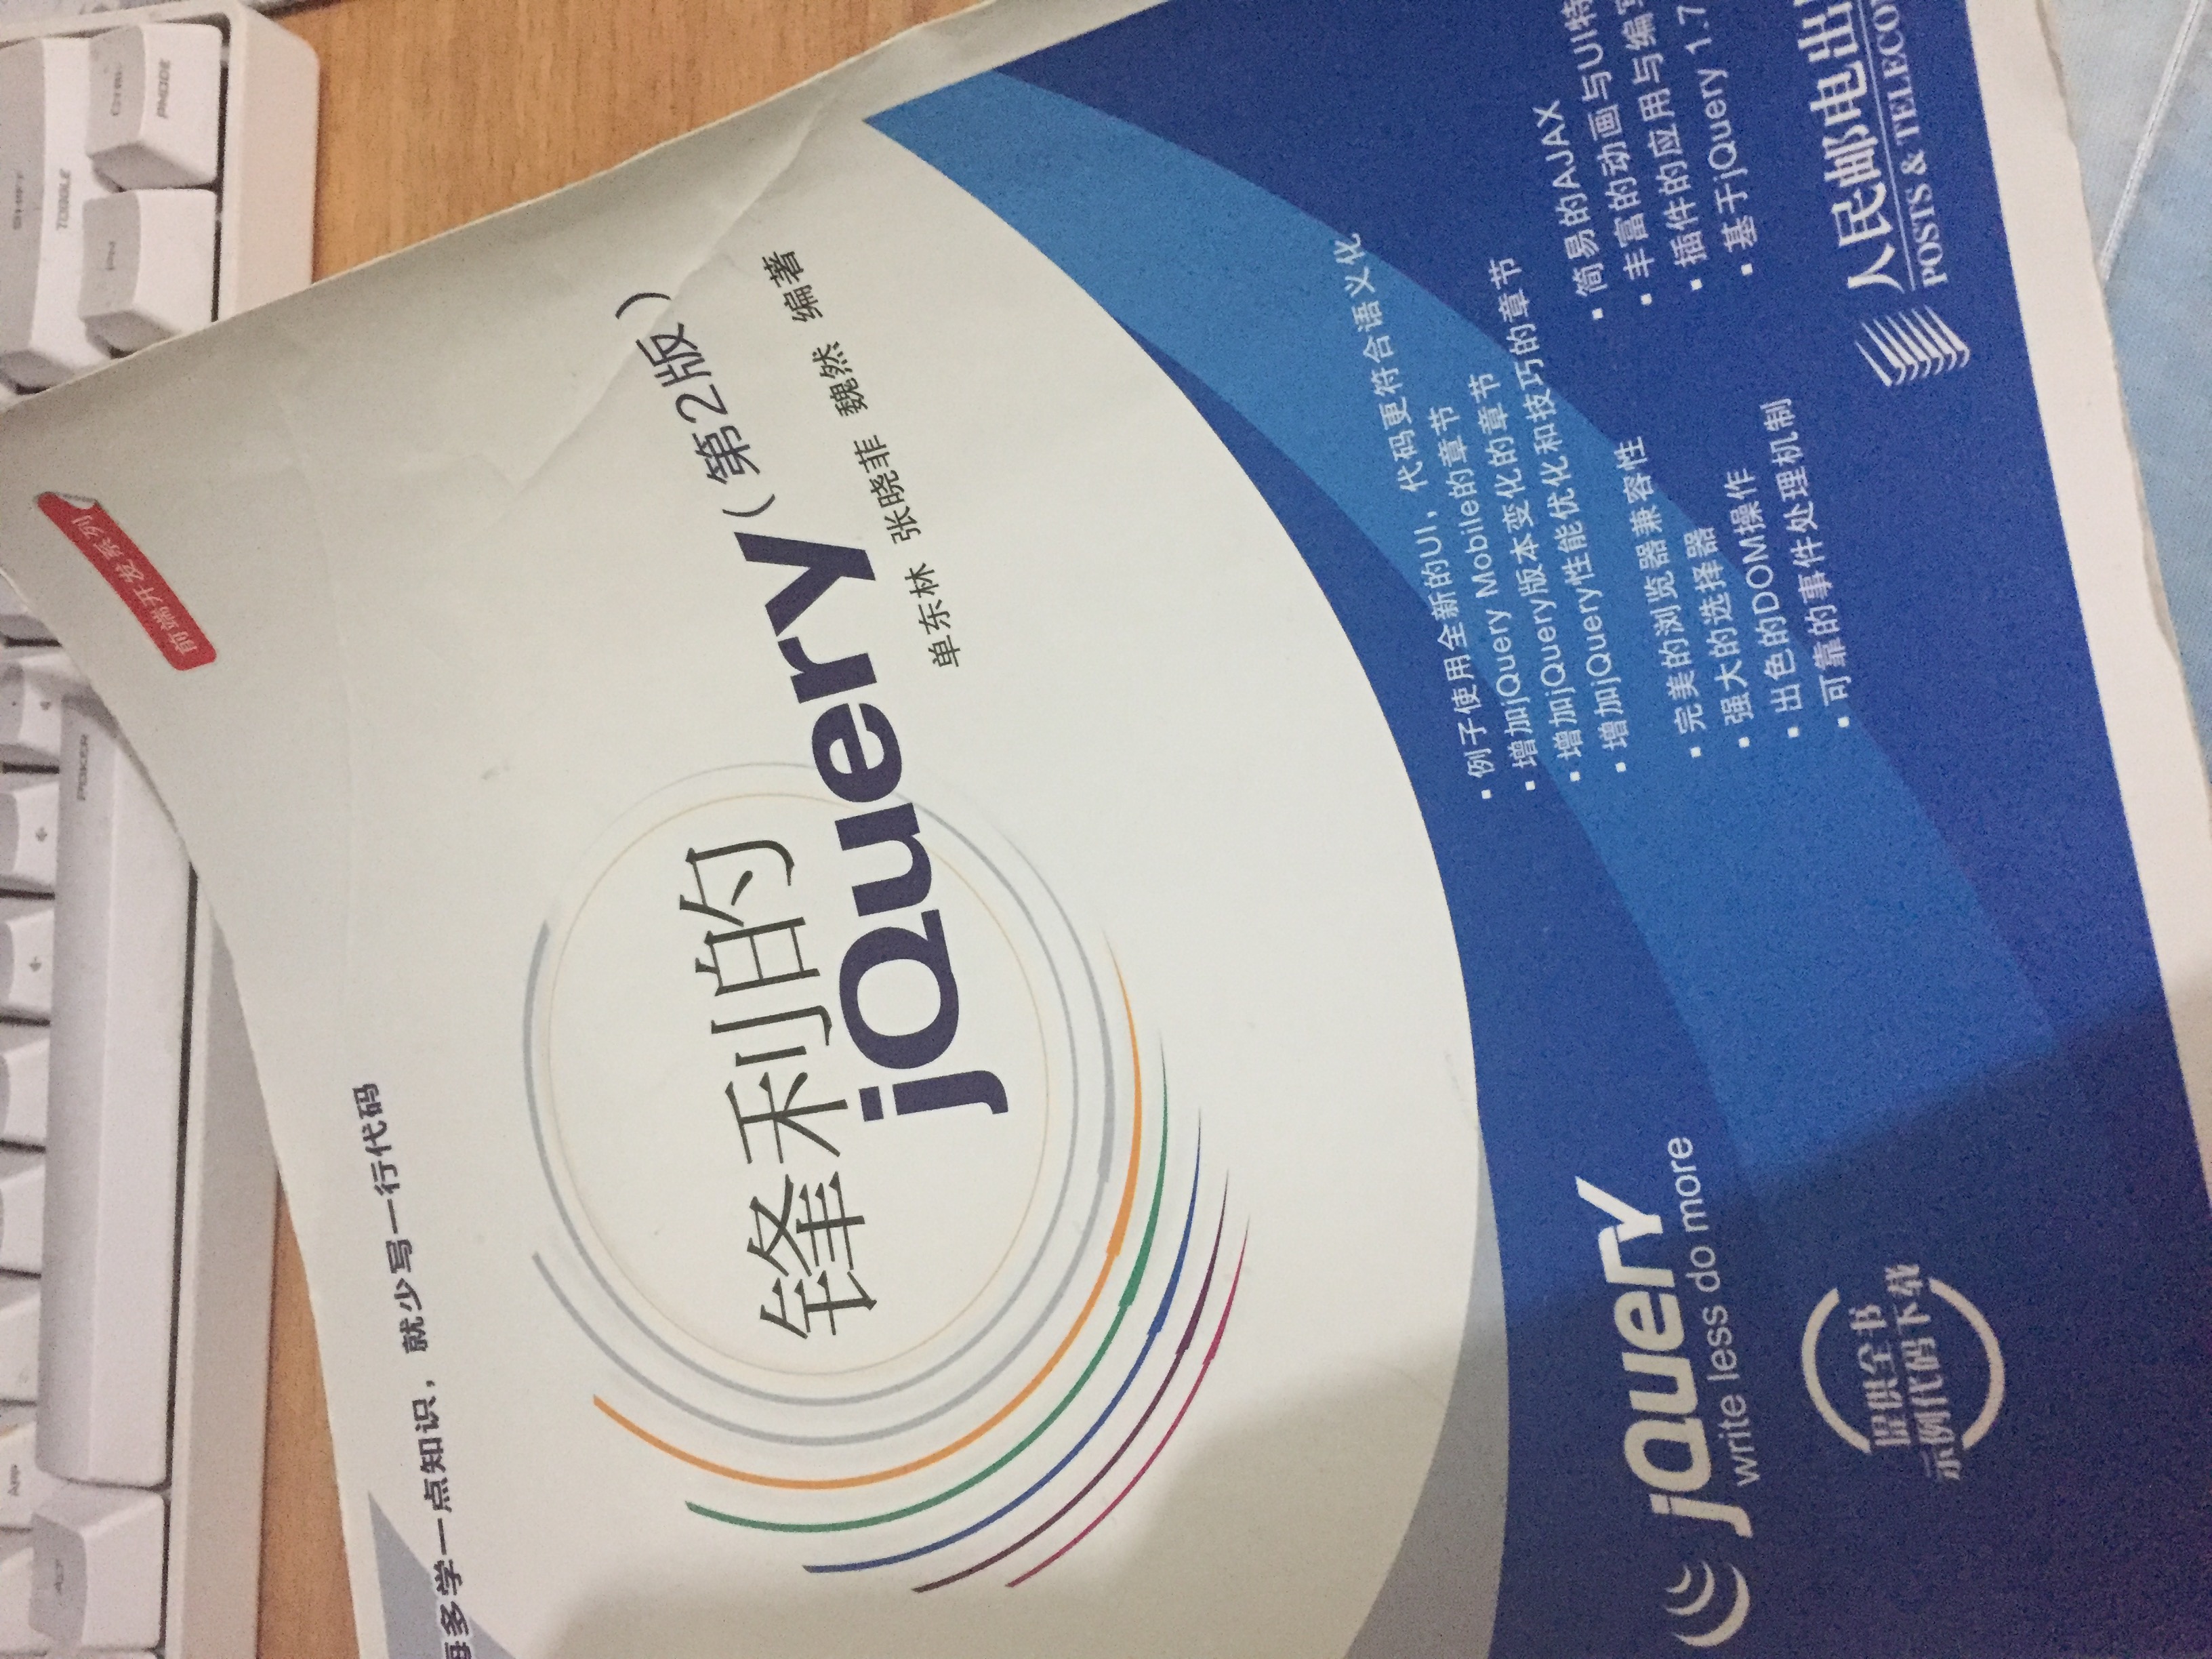 App
ALT
POKER
SHIFT
TOGGLE
FN
CTRL
PMODE
前端开发系列
每多学一点知识，就少写一行代码
锋利的
jQuery（第2版）
单东林 张晓菲 魏然 编著
▪ 例子使用全新的UI，代码更符合语义化
▪ 增加jQuery Mobile的章节
▪ 增加jQuery版本变化的章节
▪ 增加jQuery性能优化和技巧的章节
▪ 完美的浏览器兼容性
▪ 强大的选择器
▪ 出色的DOM操作
▪ 可靠的事件处理机制
▪ 简易的AJAX
▪ 丰富的动画与UI特
▪ 插件的应用与编写
▪ 基于jQuery 1.7
jQuery
write less do more
提供全书
示例代码下载
人民邮电出
POSTS & TELECO